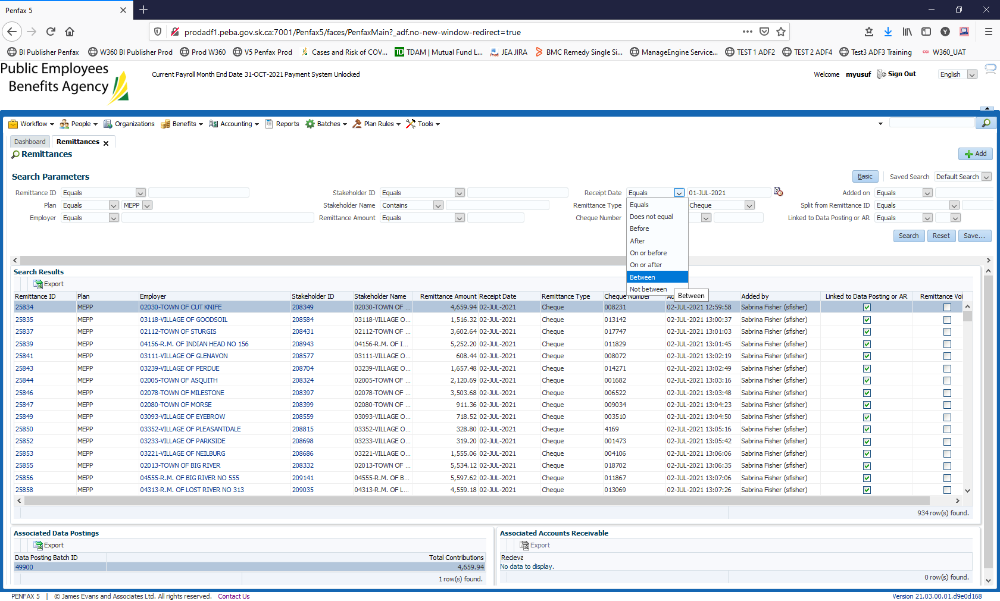 Penfax 5
prodadf1.peba.gov.sk.ca:7001/Penfax5/faces/PenfaxMain?_adf.no-new-window-redirect=true
BI Publisher Penfax W360 BI Publisher Prod Prod W360 V5 Penfax Prod Cases and Risk of COV... TDAM | Mutual Fund L... JEA JIRA BMC Remedy Single Si... ManageEngine Service... TEST 1 ADF2 TEST 2 ADF4 Test3 ADF3 Training W360_UAT
Public Employees
Benefits Agency
Current Payroll Month End Date 31-OCT-2021 Payment System Unlocked
Welcome myusuf Sign Out English
Workflow People Organizations Benefits Accounting Reports Batches Plan Rules Tools
Dashboard Remittances
Remittances
Add
Search Parameters
Basic Saved Search Default Search
Remittance ID Equals Stakeholder ID Equals Receipt Date Equals 01-JUL-2021 Added on Equals
Plan Equals MEPP Stakeholder Name Contains Remittance Type Cheque Split from Remittance ID Equals
Employer Equals Remittance Amount Equals Cheque Number Linked to Data Posting or AR Equals
Equals
Does not equal
Before
After
On or before
On or after
Between
Not between
Between
Search Reset Save...
Search Results
Export
Remittance ID Plan Employer Stakeholder ID Stakeholder Name Remittance Amount Receipt Date Remittance Type Cheque Number Added by Linked to Data Posting or AR Remittance Voi
25834 MEPP 02030-TOWN OF CUT KNIFE 208349 02030-TOWN OF ... 4,659.94 02-JUL-2021 Cheque 008231 02-JUL-2021 12:59:58 Sabrina Fisher (sfisher)
25835 MEPP 03118-VILLAGE OF GOODSOIL 208584 03118-VILLAGE O... 1,516.32 02-JUL-2021 Cheque 013142 02-JUL-2021 13:00:37 Sabrina Fisher (sfisher)
25837 MEPP 02112-TOWN OF STURGIS 208431 02112-TOWN OF ... 3,602.64 02-JUL-2021 Cheque 017747 02-JUL-2021 13:01:03 Sabrina Fisher (sfisher)
25839 MEPP 04156-R.M. OF INDIAN HEAD NO 156 208943 04156-R.M. OF I... 5,252.20 02-JUL-2021 Cheque 011829 02-JUL-2021 13:01:45 Sabrina Fisher (sfisher)
25841 MEPP 03111-VILLAGE OF GLENAVON 208577 03111-VILLAGE O... 608.44 02-JUL-2021 Cheque 008072 02-JUL-2021 13:02:19 Sabrina Fisher (sfisher)
25843 MEPP 03239-VILLAGE OF PERDUE 208704 03239-VILLAGE O... 1,657.48 02-JUL-2021 Cheque 014271 02-JUL-2021 13:02:49 Sabrina Fisher (sfisher)
25844 MEPP 02005-TOWN OF ASQUITH 208324 02005-TOWN OF ... 2,120.69 02-JUL-2021 Cheque 001682 02-JUL-2021 13:03:16 Sabrina Fisher (sfisher)
25846 MEPP 02078-TOWN OF MILESTONE 208397 02078-TOWN OF ... 3,503.68 02-JUL-2021 Cheque 006522 02-JUL-2021 13:03:48 Sabrina Fisher (sfisher)
25847 MEPP 02080-TOWN OF MORSE 208399 02080-TOWN OF ... 911.36 02-JUL-2021 Cheque 009034 02-JUL-2021 13:04:23 Sabrina Fisher (sfisher)
25849 MEPP 03093-VILLAGE OF EYEBROW 208559 03093-VILLAGE O... 718.52 02-JUL-2021 Cheque 003510 02-JUL-2021 13:04:50 Sabrina Fisher (sfisher)
25850 MEPP 03352-VILLAGE OF PLEASANTDALE 208815 03352-VILLAGE O... 328.80 02-JUL-2021 Cheque 4169 02-JUL-2021 13:05:16 Sabrina Fisher (sfisher)
25852 MEPP 03233-VILLAGE OF PARKSIDE 208698 03233-VILLAGE O... 319.20 02-JUL-2021 Cheque 001473 02-JUL-2021 13:05:42 Sabrina Fisher (sfisher)
25853 MEPP 03221-VILLAGE OF NEILBURG 208686 03221-VILLAGE O... 1,555.06 02-JUL-2021 Cheque 004106 02-JUL-2021 13:06:06 Sabrina Fisher (sfisher)
25855 MEPP 02013-TOWN OF BIG RIVER 208332 02013-TOWN OF ... 5,534.12 02-JUL-2021 Cheque 018702 02-JUL-2021 13:06:35 Sabrina Fisher (sfisher)
25856 MEPP 04555-R.M. OF BIG RIVER NO 555 209141 04555-R.M. OF B... 5,597.62 02-JUL-2021 Cheque 011867 02-JUL-2021 13:07:06 Sabrina Fisher (sfisher)
25858 MEPP 04313-R.M. OF LOST RIVER NO 313 209035 04313-R.M. OF L... 4,559.18 02-JUL-2021 Cheque 013069 02-JUL-2021 13:07:26 Sabrina Fisher (sfisher)
934 row(s) found.
Associated Data Postings
Export
Data Posting Batch ID Total Contributions
49900 4,659.94
1 row(s) found.
Associated Accounts Receivable
Export
Recieva
No data to display.
0 row(s) found.
PENFAX 5 | © James Evans and Associates Ltd. All rights reserved. Contact Us
Version 21.03.00.01.d9e0d168